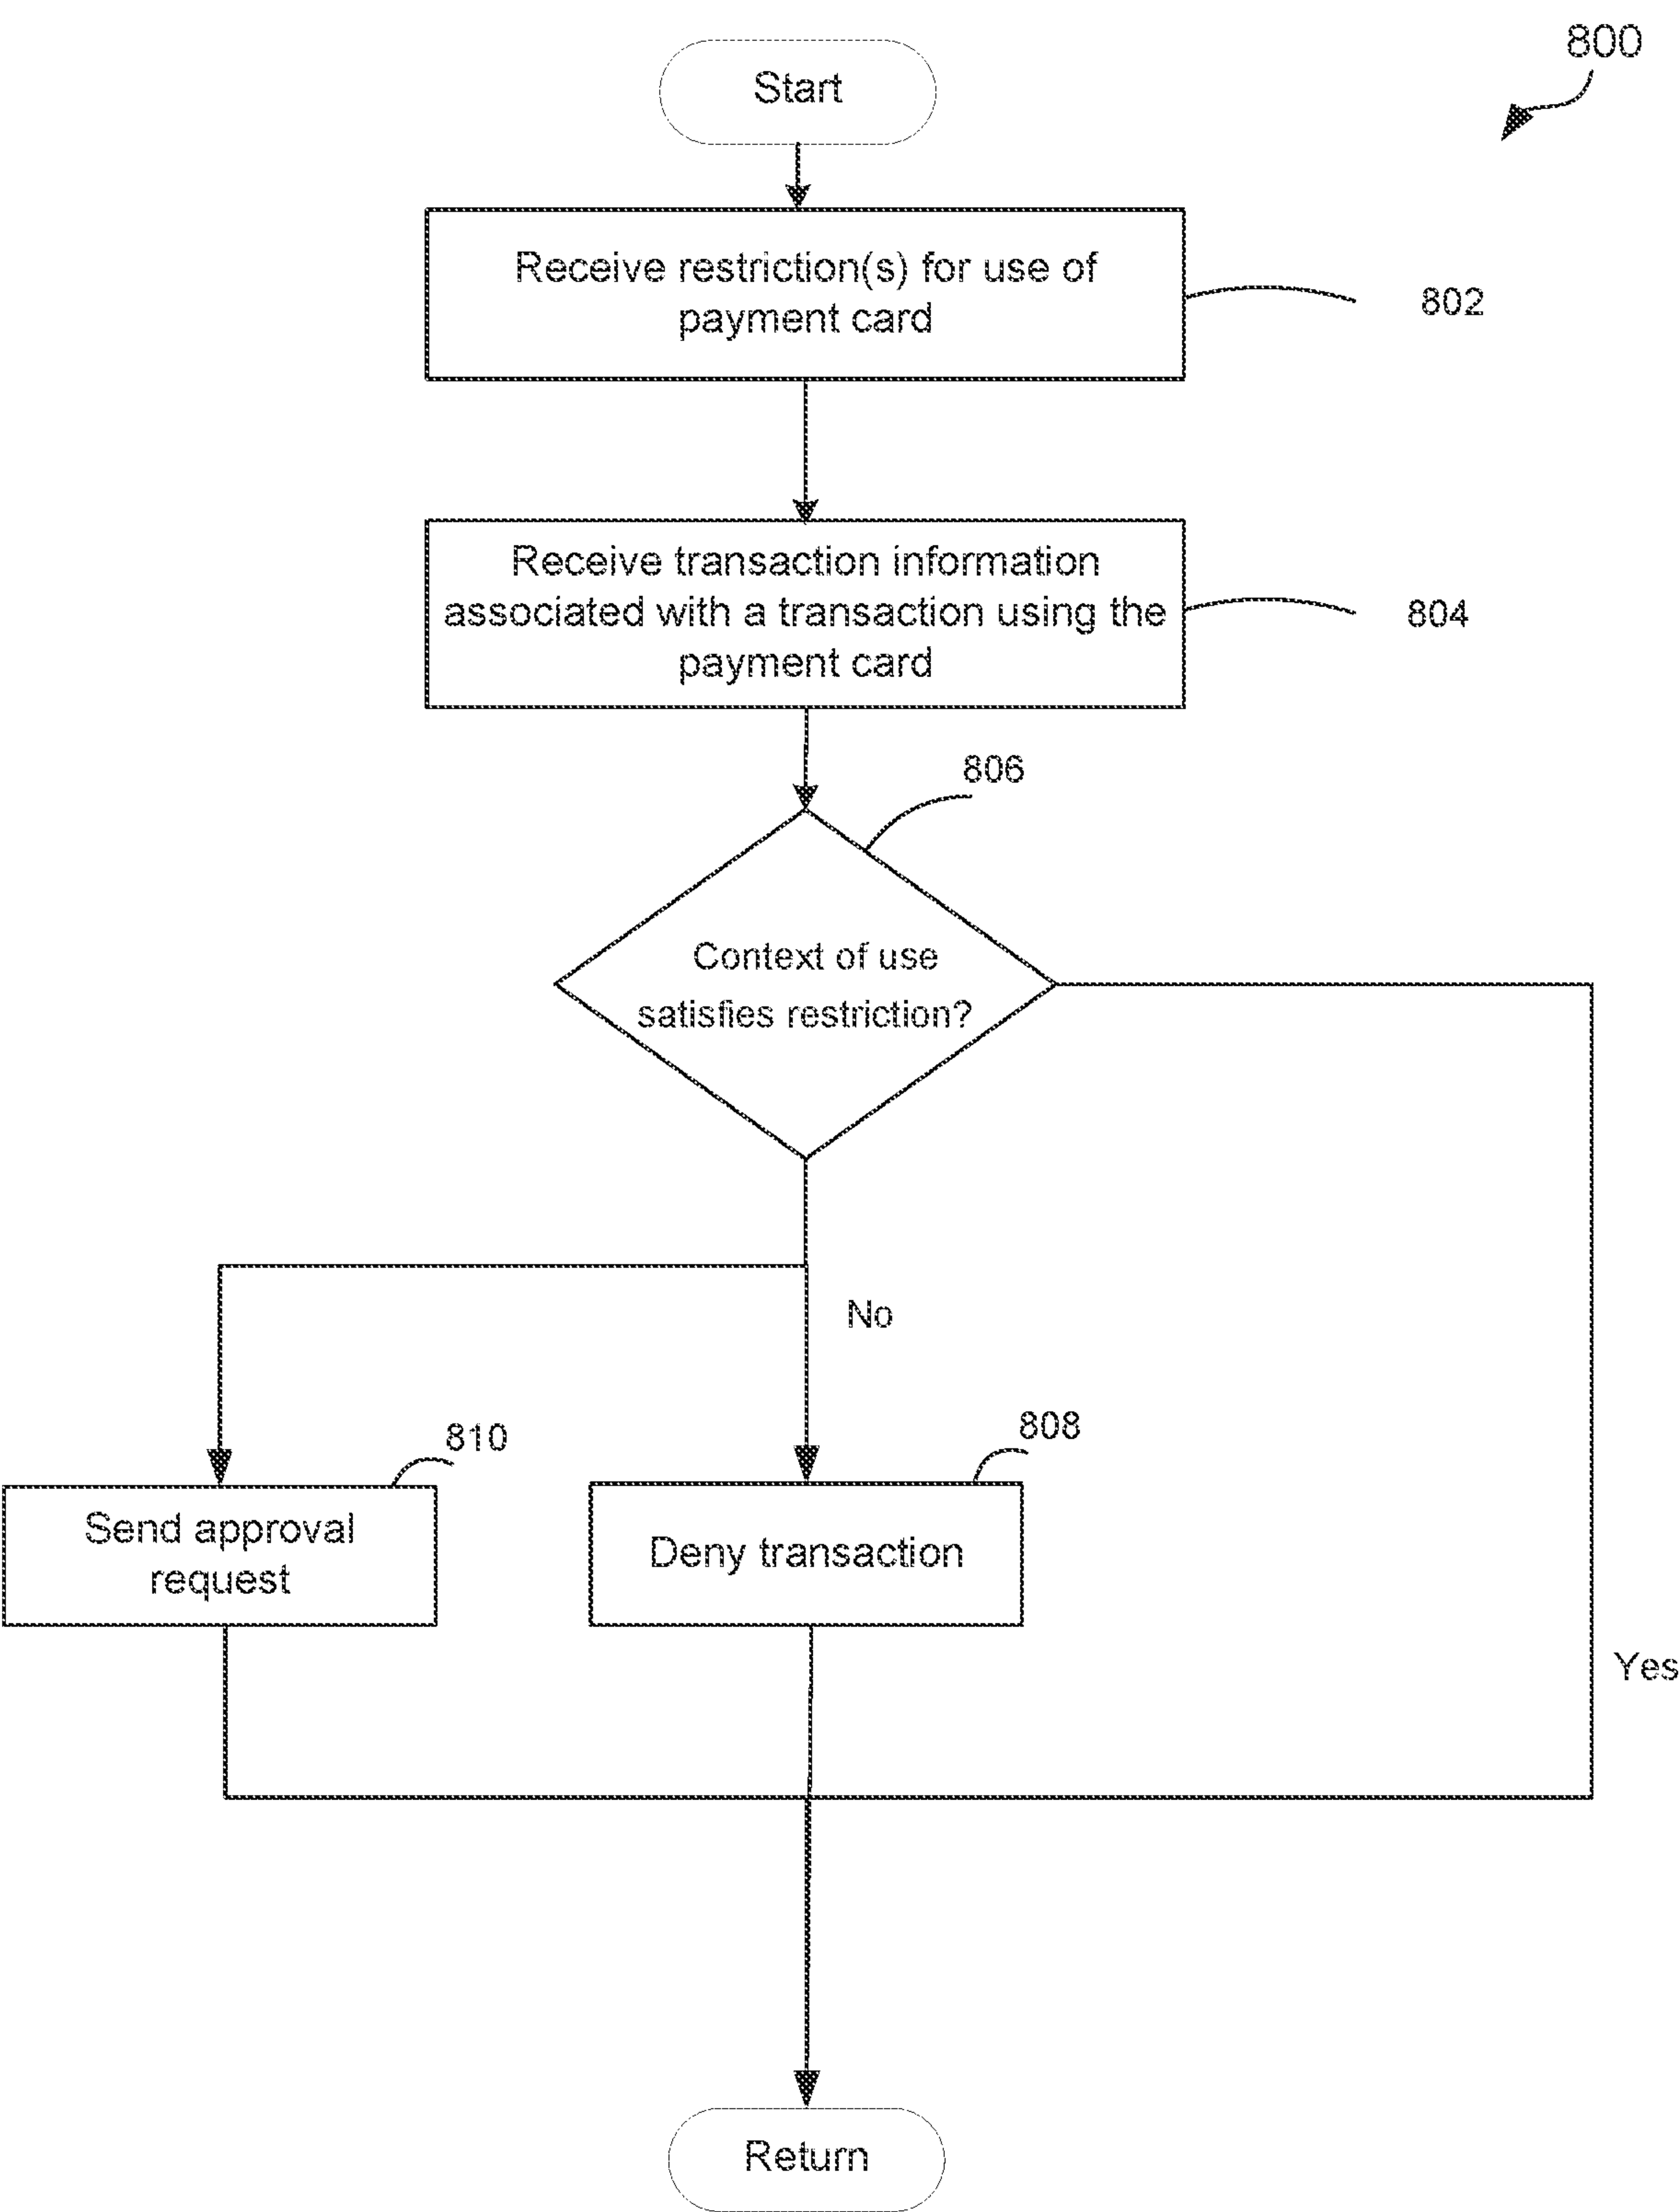 800
Start
Receive restriction(s) for use of
payment card
802
Receive transaction information
associated with a transaction using the
payment card
804
806
Context of use
satisfies restriction?
No
810
808
Send approval
request
Deny transaction
Yes
Return